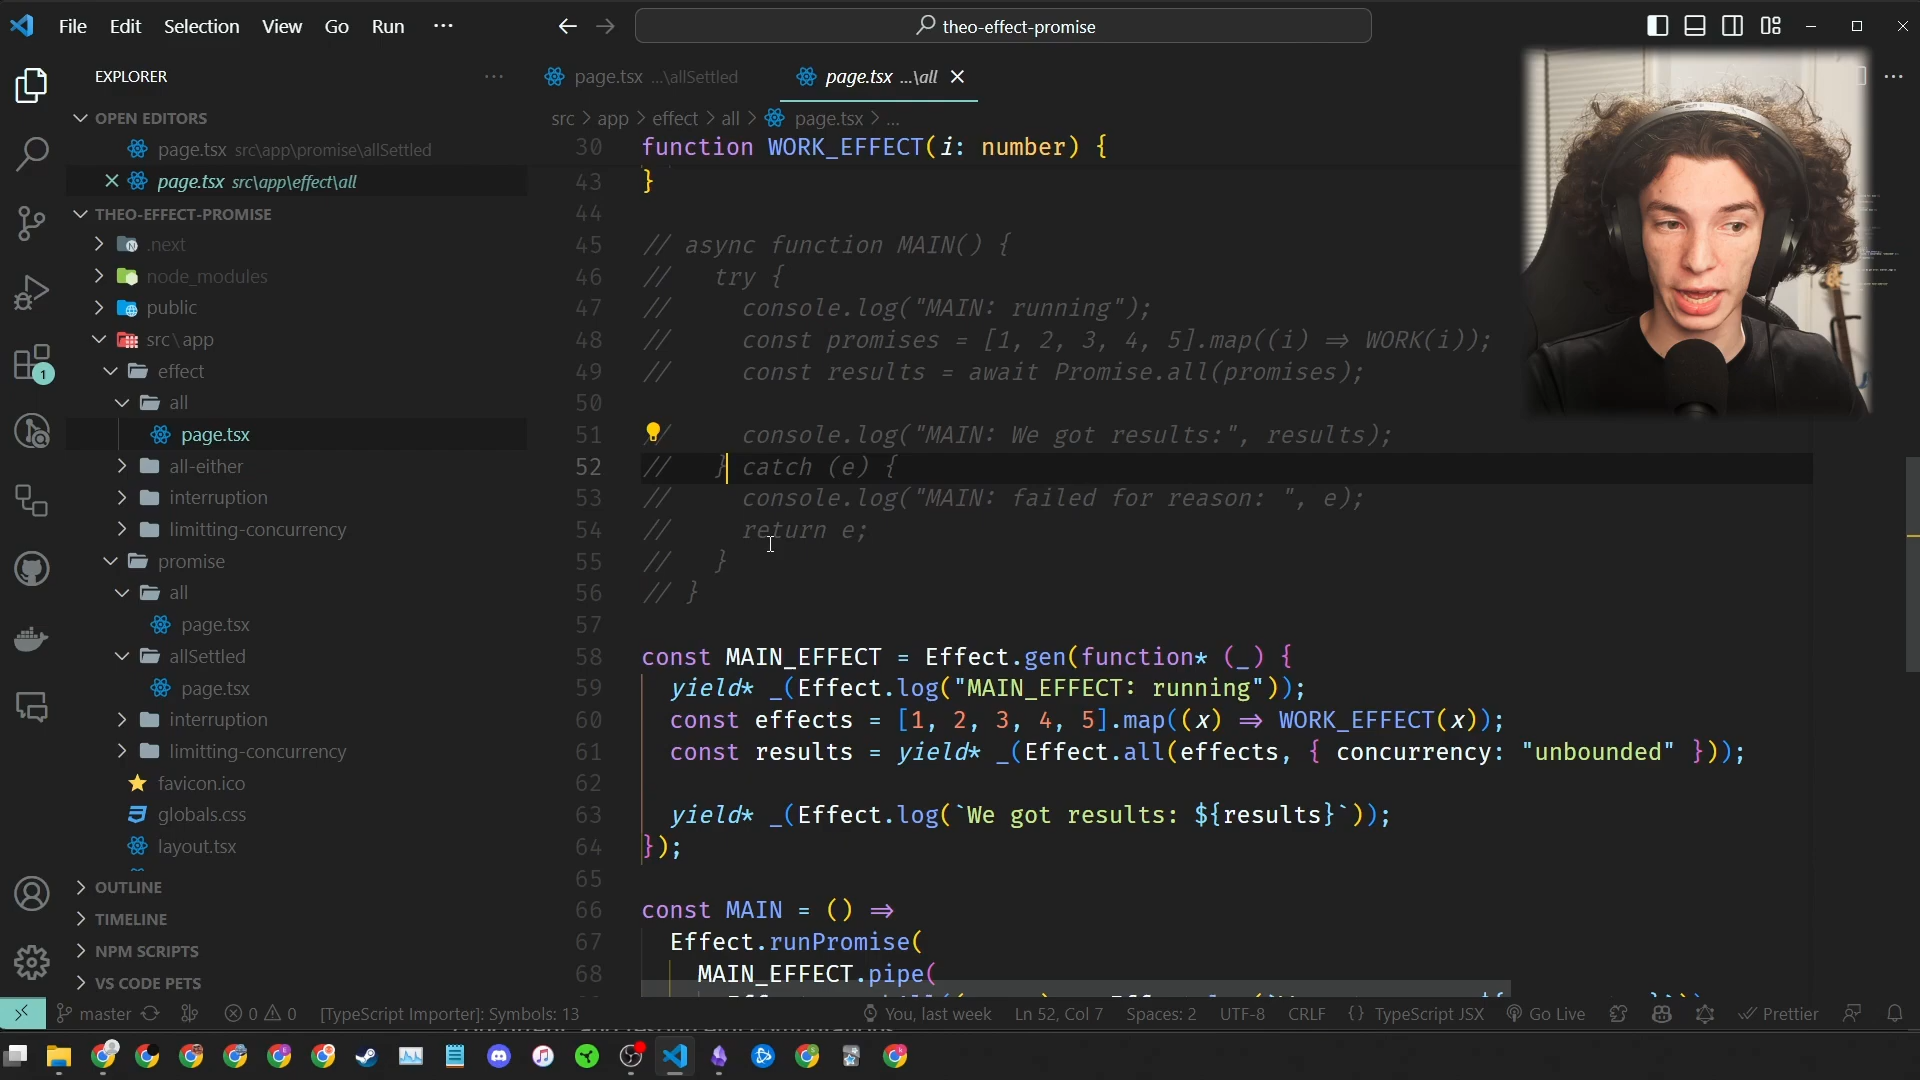 File Edit Selection View Go Run ···
theo-effect-promise
EXPLORER ···
page.tsx ...\allSettled
page.tsx ...\all
OPEN EDITORS
page.tsx src\app\promise\allSettled
page.tsx src\app\effect\all
THEO-EFFECT-PROMISE
.next
node_modules
public
src\app
effect
all
page.tsx
all-either
interruption
limitting-concurrency
promise
all
page.tsx
allSettled
page.tsx
interruption
limitting-concurrency
favicon.ico
globals.css
layout.tsx
OUTLINE
TIMELINE
NPM SCRIPTS
VS CODE PETS
1
src > app > effect > all > page.tsx > ...
30 function WORK_EFFECT(i: number) {
43 }
44
45 // async function MAIN() {
46 //   try {
47 //     console.log("MAIN: running");
48 //     const promises = [1, 2, 3, 4, 5].map((i) => WORK(i));
49 //     const results = await Promise.all(promises);
50
51 //     console.log("MAIN: We got results:", results);
52 //   } catch (e) {
53 //     console.log("MAIN: failed for reason: ", e);
54 //     return e;
55 //   }
56 // }
57
58 const MAIN_EFFECT = Effect.gen(function* (_) {
59   yield* _(Effect.log("MAIN_EFFECT: running"));
60   const effects = [1, 2, 3, 4, 5].map((x) => WORK_EFFECT(x));
61   const results = yield* _(Effect.all(effects, { concurrency: "unbounded" }));
62
63   yield* _(Effect.log(`We got results: ${results}`));
64 });
65
66 const MAIN = () =>
67   Effect.runPromise(
68     MAIN_EFFECT.pipe(
master 0 0 [TypeScript Importer]: Symbols: 13 You, last week Ln 52, Col 7 Spaces: 2 UTF-8 CRLF {} TypeScript JSX Go Live Prettier